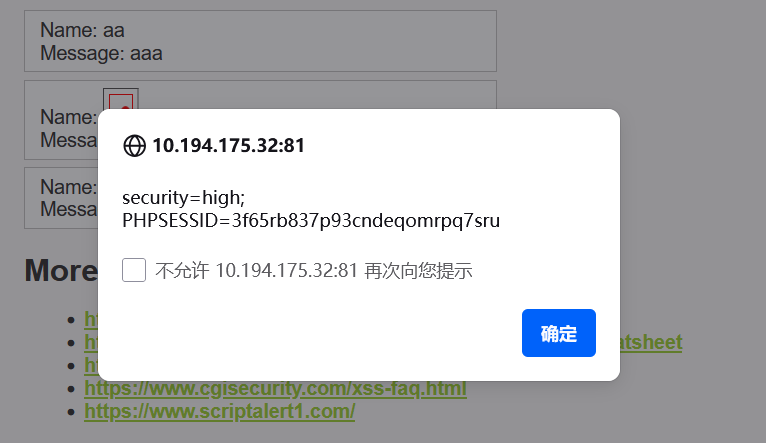 Name: aa
Message: aaa
Name:
Messa
10.194.175.32:81
security=high;
PHPSESSID=3f65rb837p93cndeqomrpq7sru
Name:
Messa
不允许 10.194.175.32:81 再次向您提示
More
确定
ht
ht atsheet
ht
https://www.cgisecurity.com/xss-faq.html
https://www.scriptalert1.com/